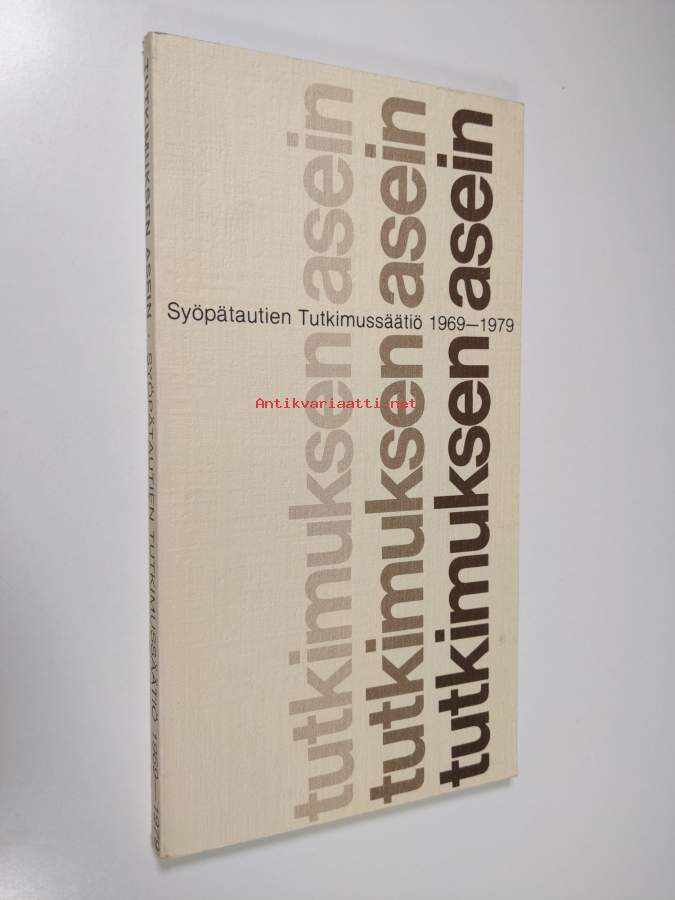 TUTKIMUKSEN ASEIN . SYÖPÄTAUTIEN TUTKIMUSSÄÄTIÖ 1969—1979
tutkimuksen asein
tutkimuksen asein
tutkimuksen asein
Syöpätautien Tutkimussäätiö 1969—1979
Antikvariaatti.net